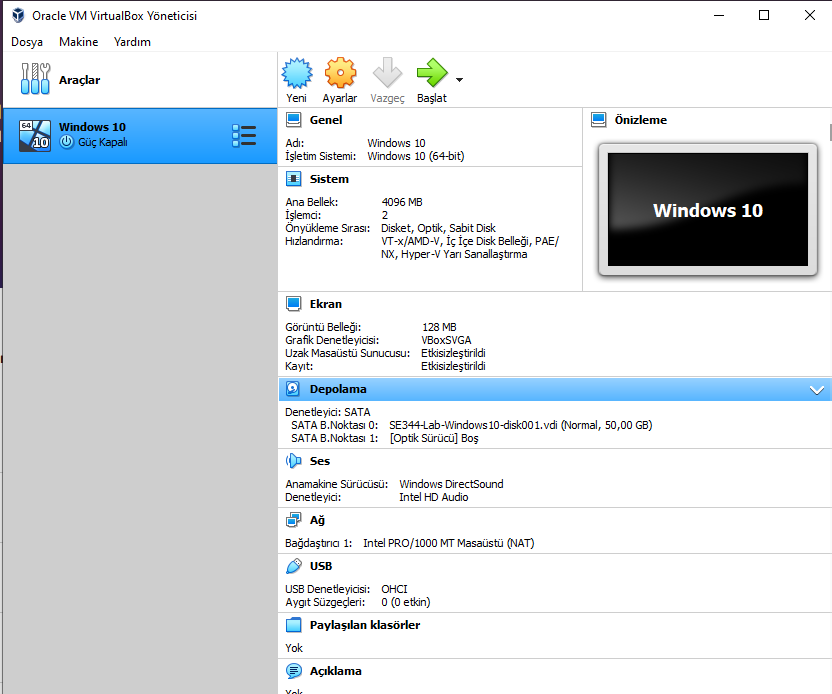 Oracle VM VirtualBox Yöneticisi
Dosya Makine Yardım
Araçlar
Yeni Ayarlar Vazgeç Başlat
64 10 Windows 10
Güç Kapalı
Genel
Adı: Windows 10
İşletim Sistemi: Windows 10 (64-bit)
Önizleme
Windows 10
Sistem
Ana Bellek: 4096 MB
İşlemci: 2
Önyükleme Sırası: Disket, Optik, Sabit Disk
Hızlandırma: VT-x/AMD-V, İç İçe Disk Belleği, PAE/
NX, Hyper-V Yarı Sanallaştırma
Ekran
Görüntü Belleği: 128 MB
Grafik Denetleyicisi: VBoxSVGA
Uzak Masaüstü Sunucusu: Etkisizleştirildi
Kayıt: Etkisizleştirildi
Depolama
Denetleyici: SATA
SATA B.Noktası 0: SE344-Lab-Windows10-disk001.vdi (Normal, 50,00 GB)
SATA B.Noktası 1: [Optik Sürücü] Boş
Ses
Anamakine Sürücüsü: Windows DirectSound
Denetleyici: Intel HD Audio
Ağ
Bağdaştırıcı 1: Intel PRO/1000 MT Masaüstü (NAT)
USB
USB Denetleyicisi: OHCI
Aygıt Süzgeçleri: 0 (0 etkin)
Paylaşılan klasörler
Yok
Açıklama
Yok